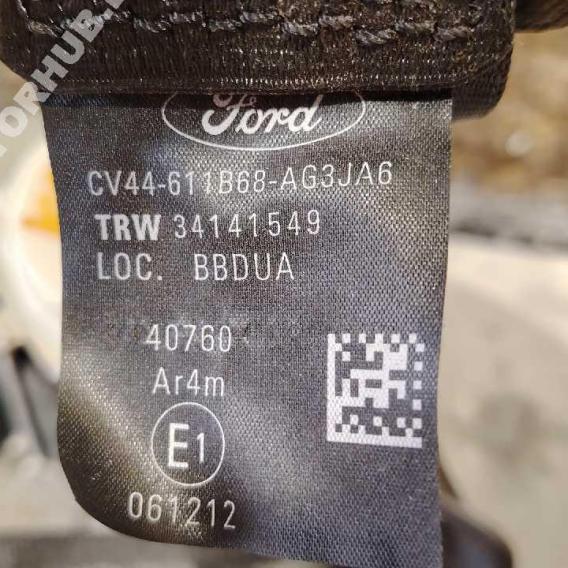 Ford
CV44-611B68-AG3JA6
TRW 34141549
LOC. BBDUA
40760
Ar4m
E1
061212